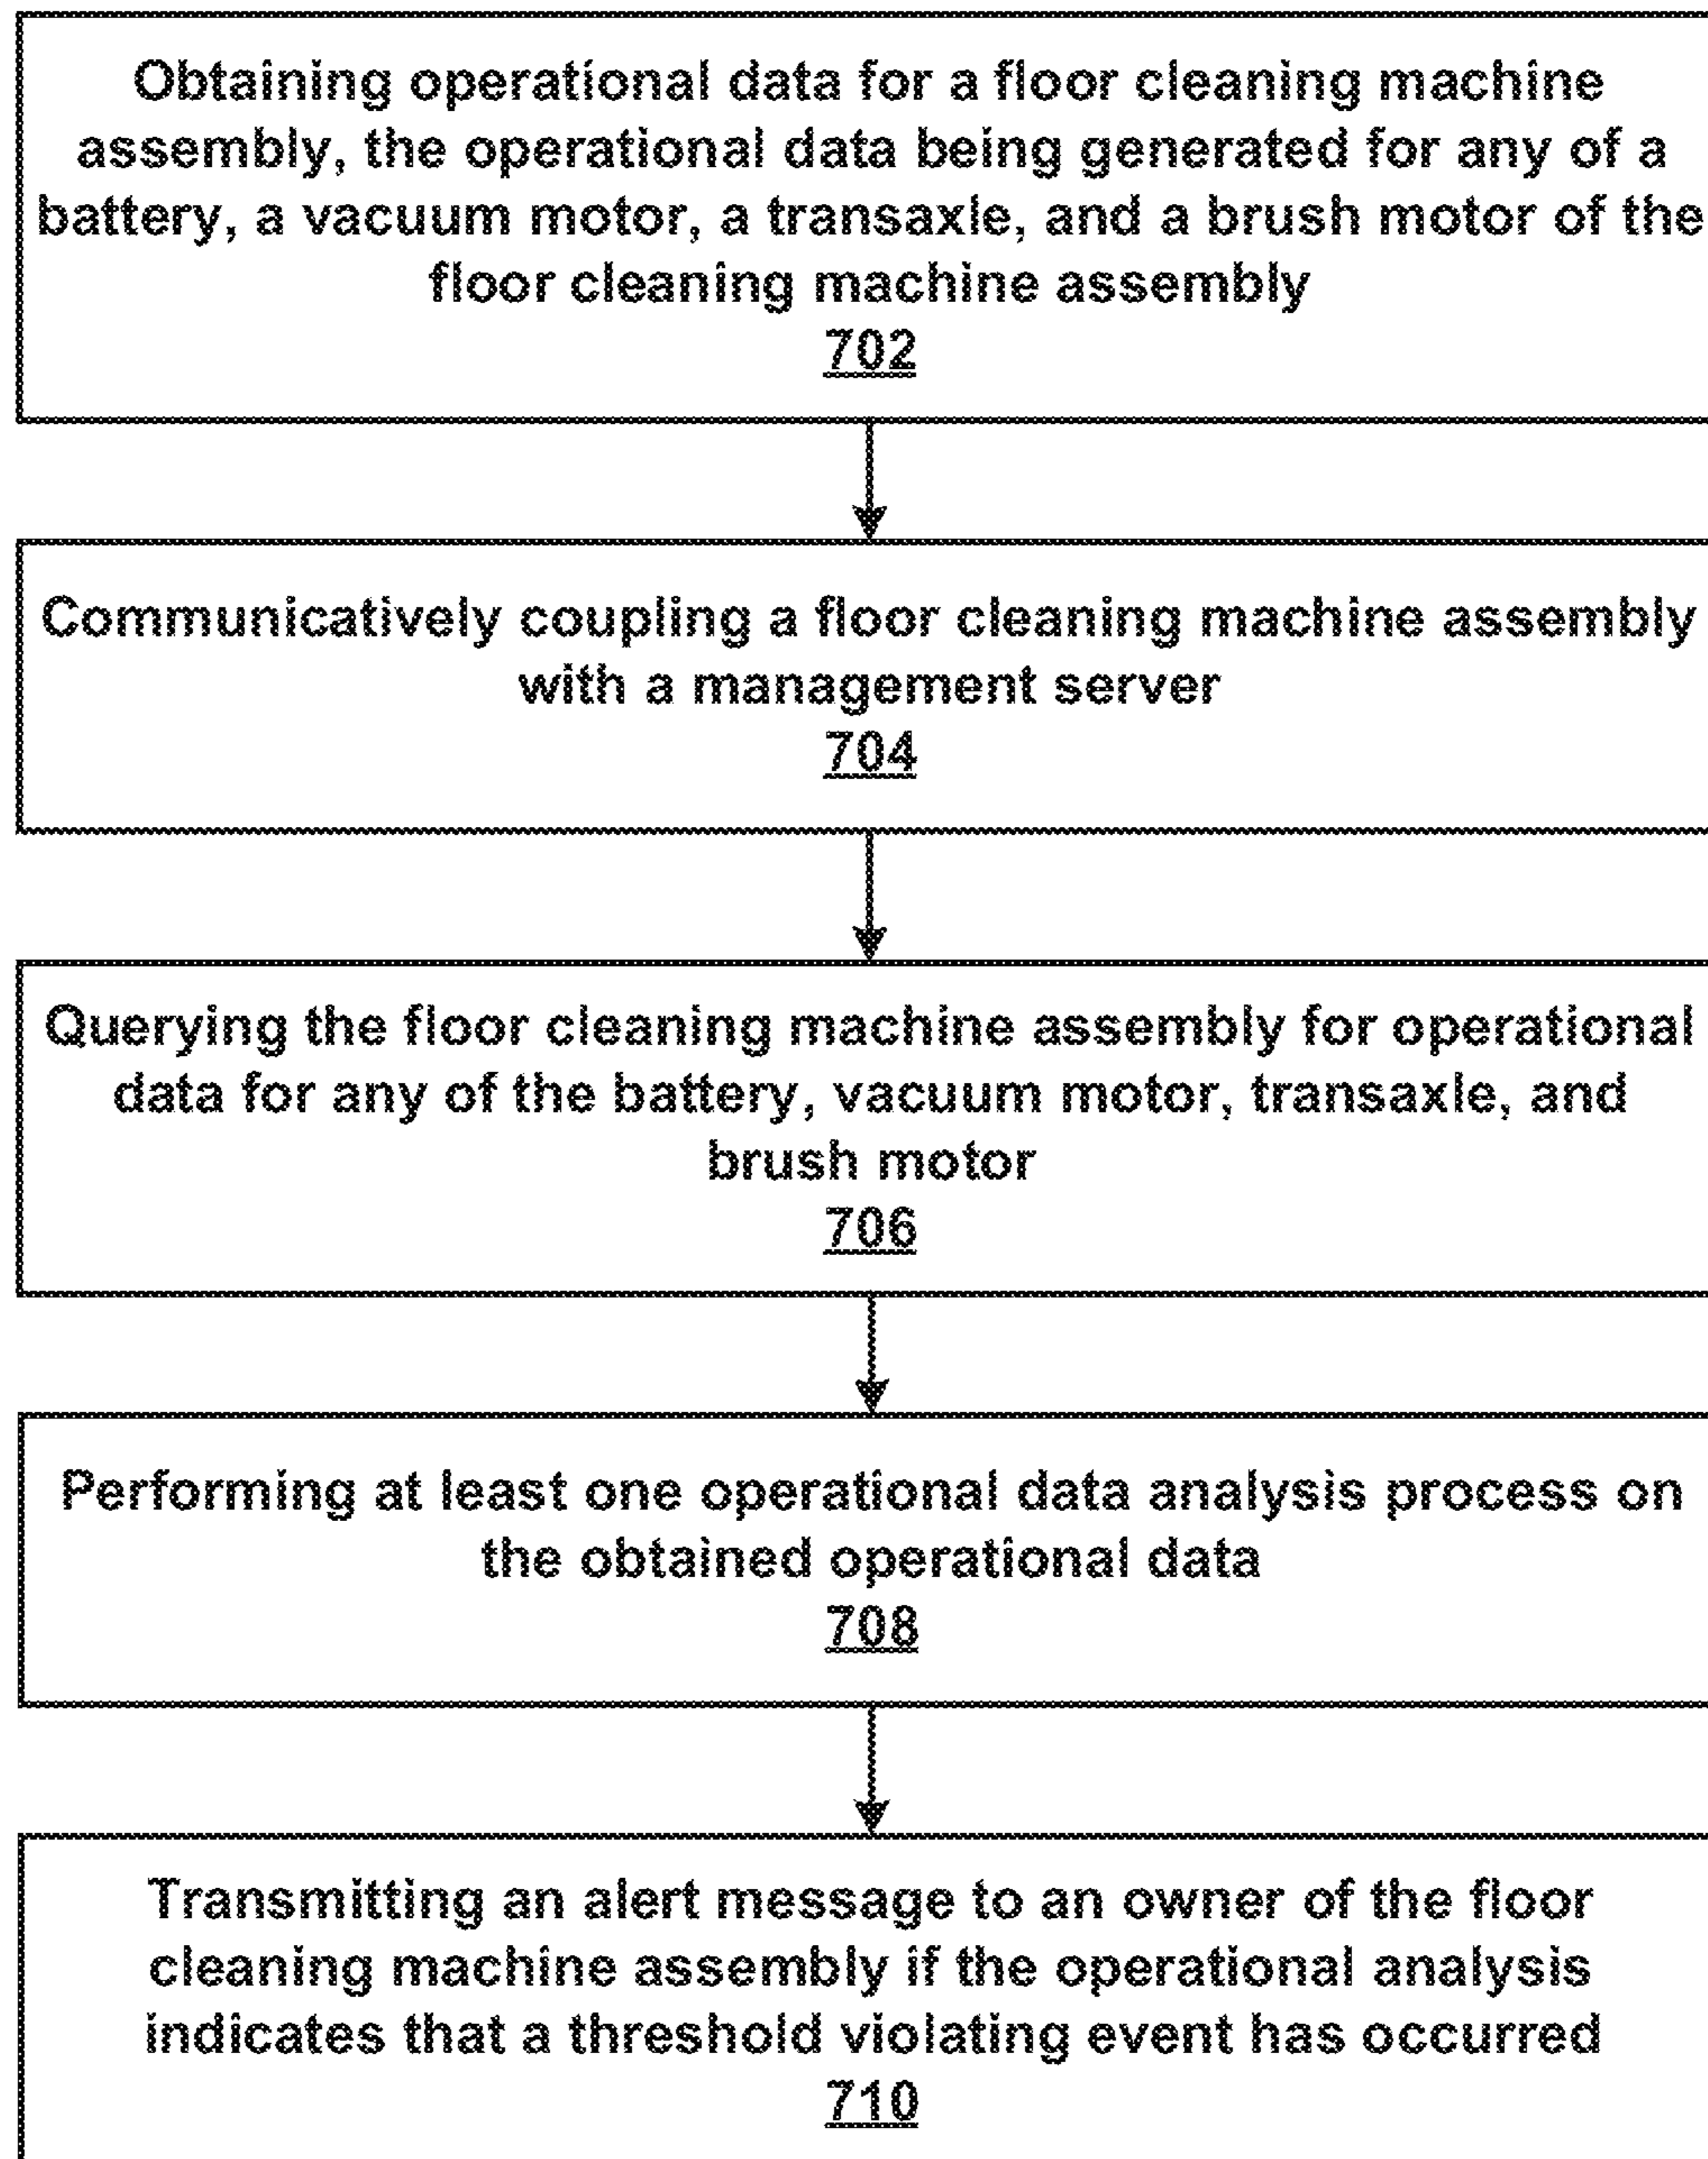 Obtaining operational data for a floor cleaning machine
assembly, the operational data being generated for any of a
battery, a vacuum motor, a transaxle, and a brush motor of the
floor cleaning machine assembly
702
Communicatively coupling a floor cleaning machine assembly
with a management server
704
Querying the floor cleaning machine assembly for operational
data for any of the battery, vacuum motor, transaxle, and
brush motor
706
Performing at least one operational data analysis process on
the obtained operational data
708
Transmitting an alert message to an owner of the floor
cleaning machine assembly if the operational analysis
indicates that a threshold violating event has occurred
710